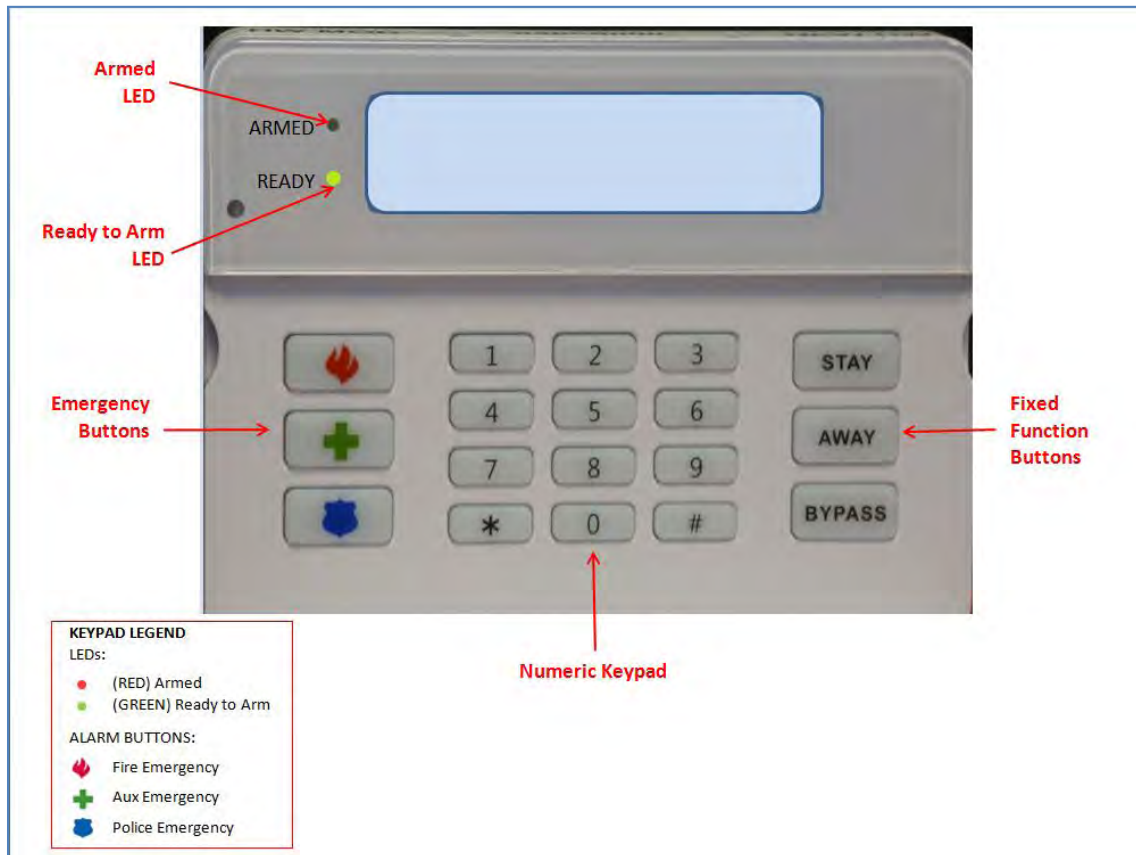 Armed
LED
ARMED
READY
Ready to Arm
LED
1 2 3
STAY
4 5 6
Emergency
Buttons
AWAY
Fixed
Function
Buttons
7 8 9
* 0 #
BYPASS
Numeric Keypad
KEYPAD LEGEND
LEDs:
(RED) Armed
(GREEN) Ready to Arm
ALARM BUTTONS:
Fire Emergency
Aux Emergency
Police Emergency